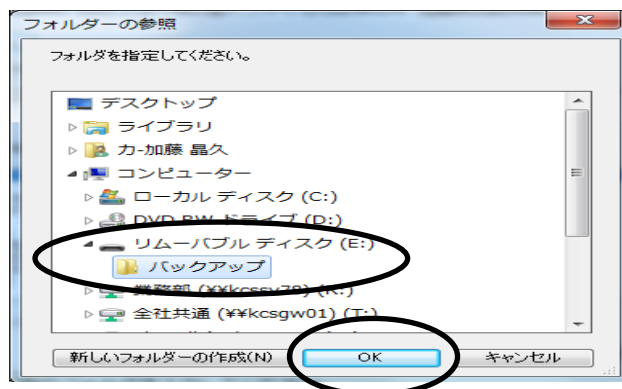 フォルダーの参照
フォルダを指定してください。
デスクトップ
ライブラリ
カ-加藤 晶久
コンピューター
ローカル ディスク (C:)
DVD RW ドライブ (D:)
リムーバブル ディスク (E:)
バックアップ
業務部 (¥¥kcssv70) (K:)
全社共通 (¥¥kcsgw01) (T:)
新しいフォルダーの作成(N) OK キャンセル